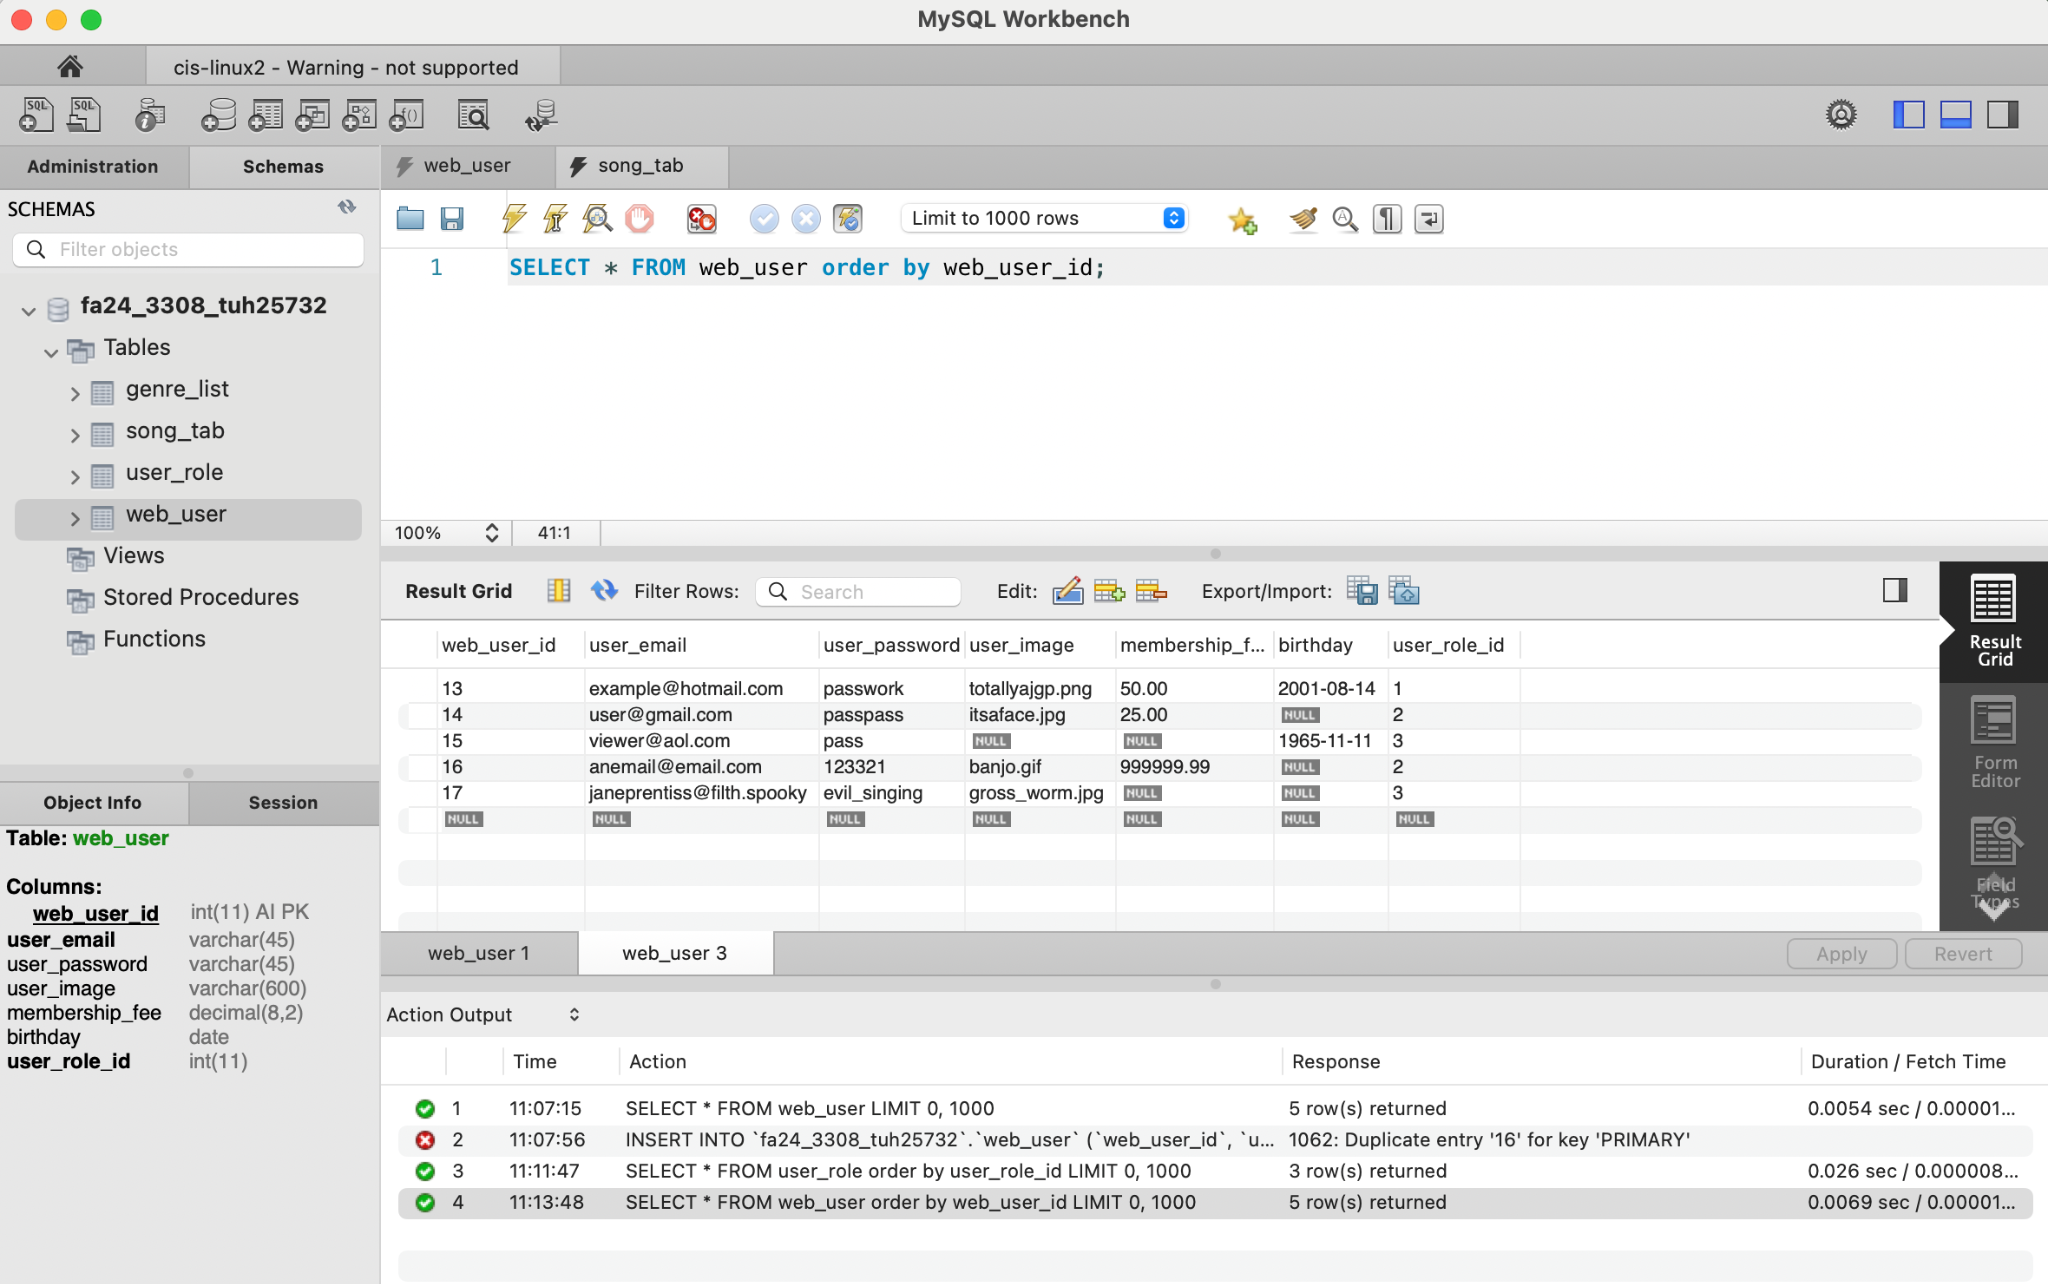 MySQL Workbench
cis-linux2 - Warning - not supported
SQL SQL
Administration Schemas
web_user song_tab
SCHEMAS
Filter objects
Limit to 1000 rows
1 SELECT * FROM web_user order by web_user_id;
fa24_3308_tuh25732
Tables
genre_list
song_tab
user_role
web_user
Views
Stored Procedures
Functions
100% 41:1
Result Grid Filter Rows: Search Edit: Export/Import:
web_user_id user_email user_password user_image membership_f... birthday user_role_id
13 example@hotmail.com passwork totallyajgp.png 50.00 2001-08-14 1
14 user@gmail.com passpass itsaface.jpg 25.00 NULL 2
15 viewer@aol.com pass NULL NULL 1965-11-11 3
16 anemail@email.com 123321 banjo.gif 999999.99 NULL 2
17 janeprentiss@filth.spooky evil_singing gross_worm.jpg NULL NULL 3
NULL NULL NULL NULL NULL NULL NULL
Result
Grid
Form
Editor
Field
Types
Object Info Session
Table: web_user
Columns:
web_user_id int(11) AI PK
user_email varchar(45)
user_password varchar(45)
user_image varchar(600)
membership_fee decimal(8,2)
birthday date
user_role_id int(11)
web_user 1 web_user 3 Apply Revert
Action Output
Time Action Response Duration / Fetch Time
1 11:07:15 SELECT * FROM web_user LIMIT 0, 1000 5 row(s) returned 0.0054 sec / 0.00001...
2 11:07:56 INSERT INTO `fa24_3308_tuh25732`.`web_user` (`web_user_id`, `u... 1062: Duplicate entry '16' for key 'PRIMARY'
3 11:11:47 SELECT * FROM user_role order by user_role_id LIMIT 0, 1000 3 row(s) returned 0.026 sec / 0.000008...
4 11:13:48 SELECT * FROM web_user order by web_user_id LIMIT 0, 1000 5 row(s) returned 0.0069 sec / 0.00001...